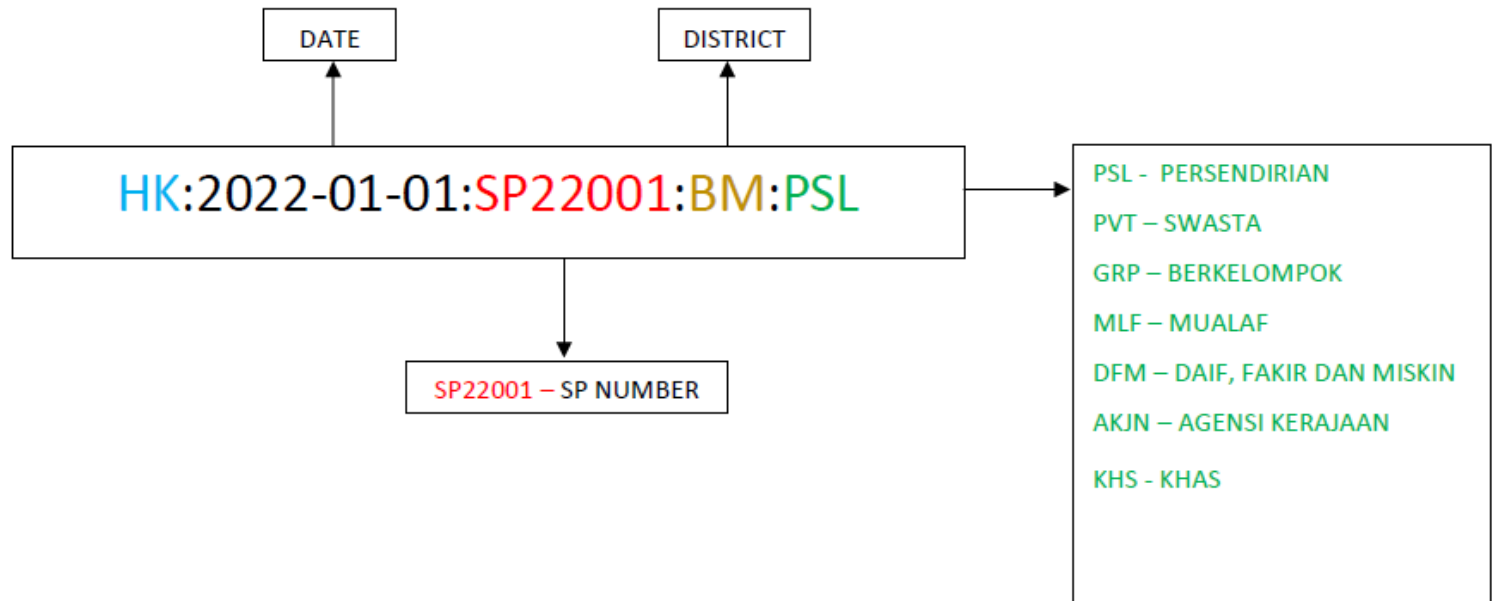 DATE
DISTRICT
HK:2022-01-01:SP22001:BM:PSL
SP22001 – SP NUMBER
PSL - PERSENDIRIAN
PVT – SWASTA
GRP – BERKELOMPOK
MLF – MUALAF
DFM – DAIF, FAKIR DAN MISKIN
AKJN – AGENSI KERAJAAN
KHS - KHAS